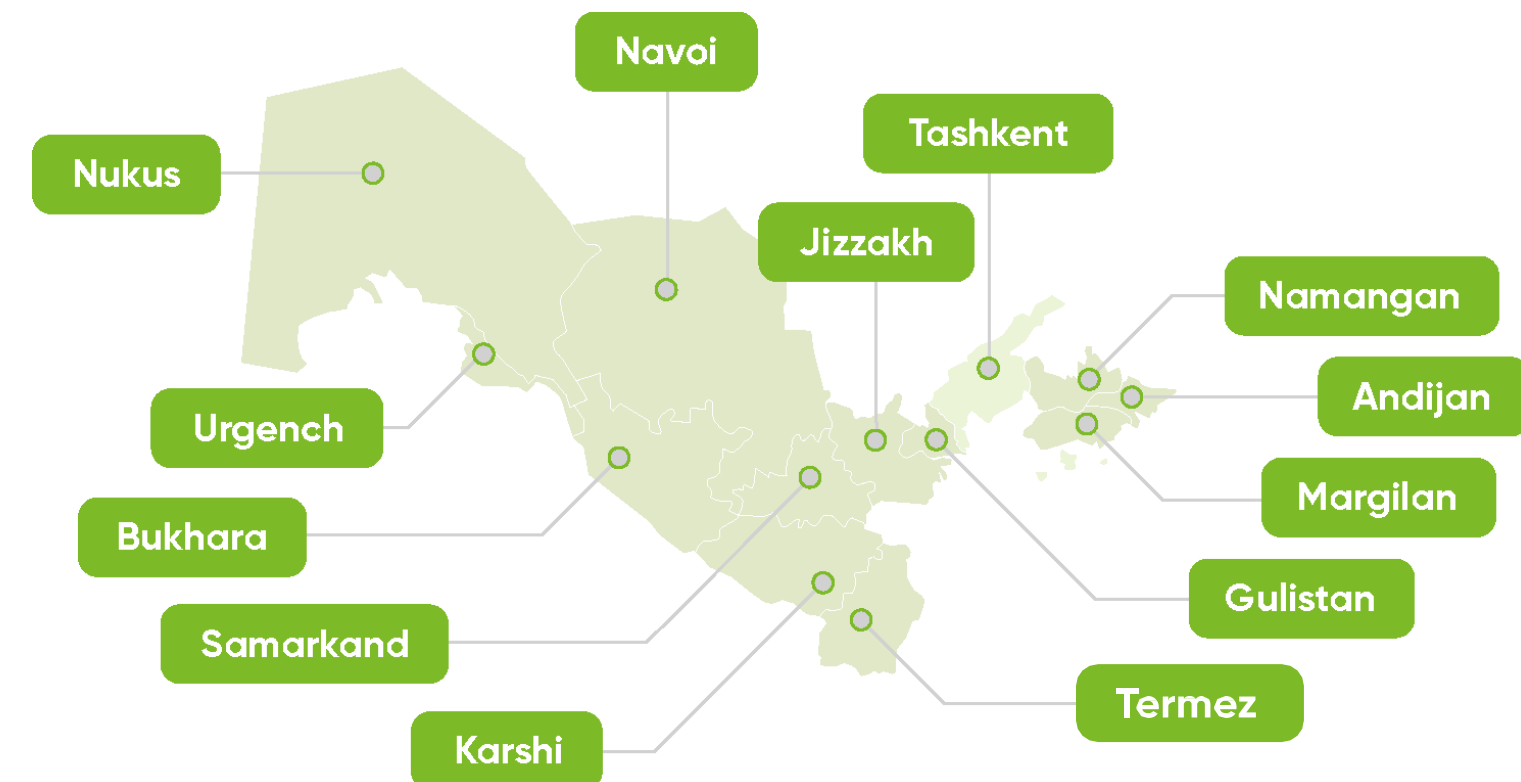 Navoi
Tashkent
Nukus
Jizzakh
Namangan
Andijan
Urgench
Margilan
Bukhara
Gulistan
Samarkand
Termez
Karshi